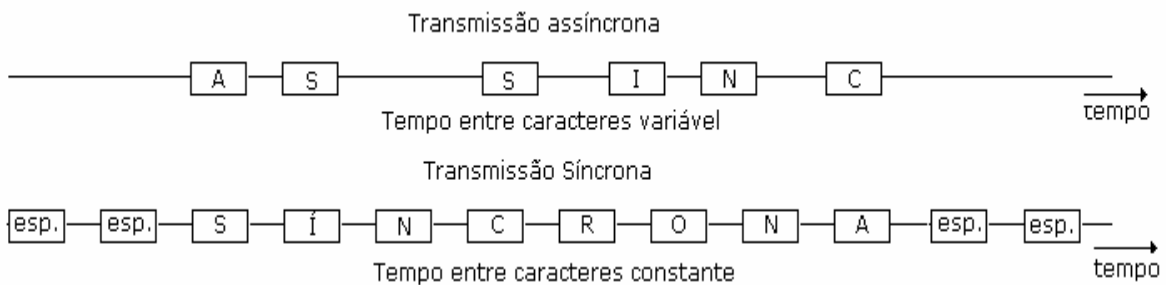 Transmissão assíncrona
A S S I N C
tempo
Tempo entre caracteres variável
Transmissão Síncrona
esp. esp. S Í N C R O N A esp. esp.
tempo
Tempo entre caracteres constante